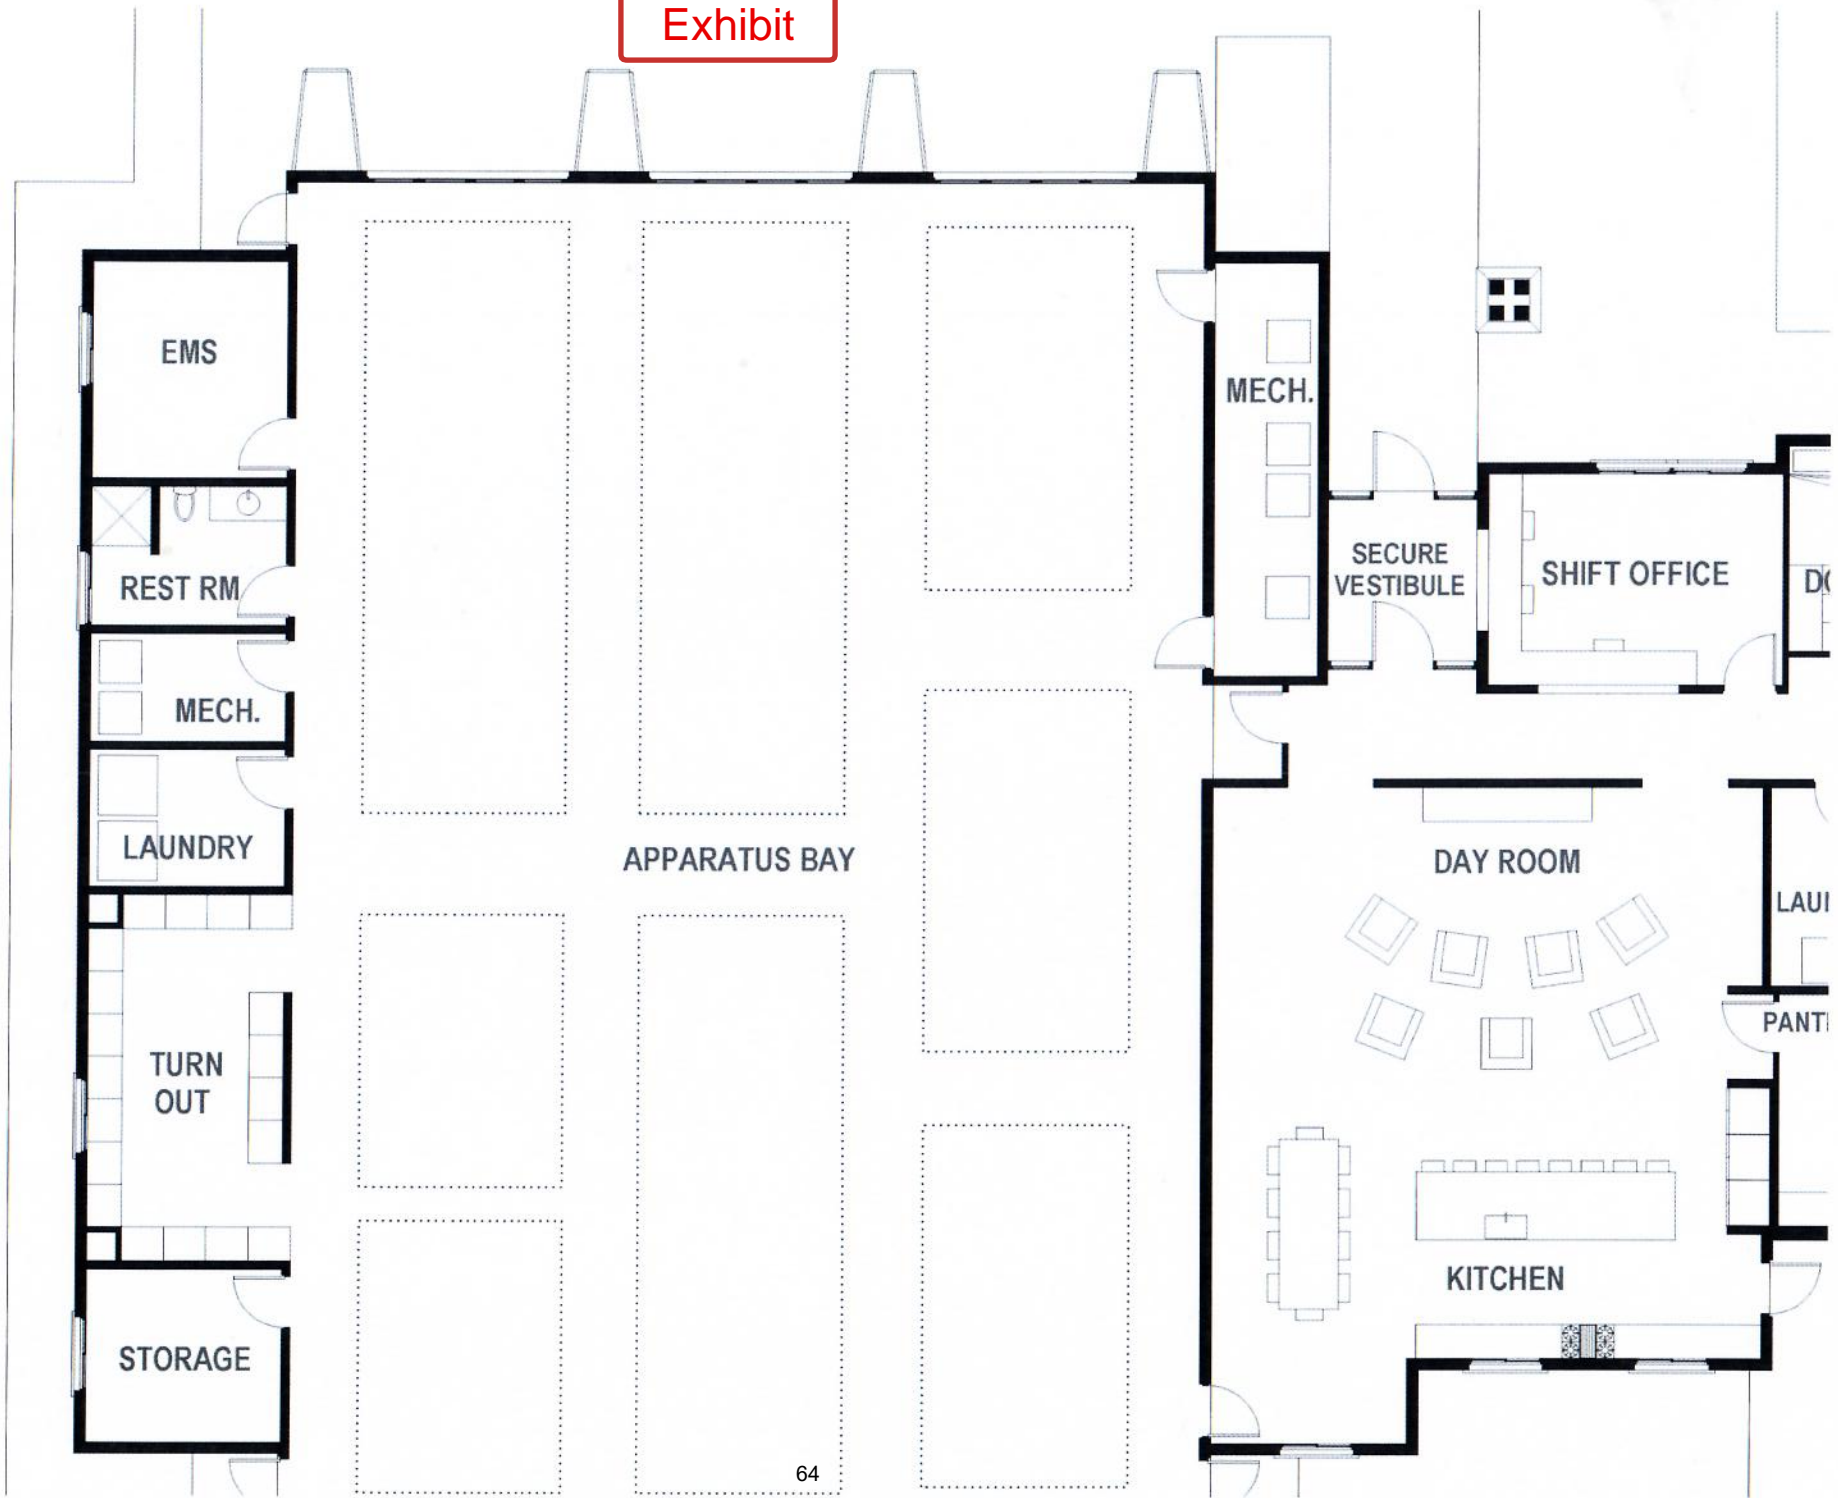 Exhibit
EMS
MECH.
SECURE
VESTIBULE
SHIFT OFFICE
REST RM
MECH.
LAUNDRY
APPARATUS BAY
DAY ROOM
TURN
OUT
KITCHEN
STORAGE
64